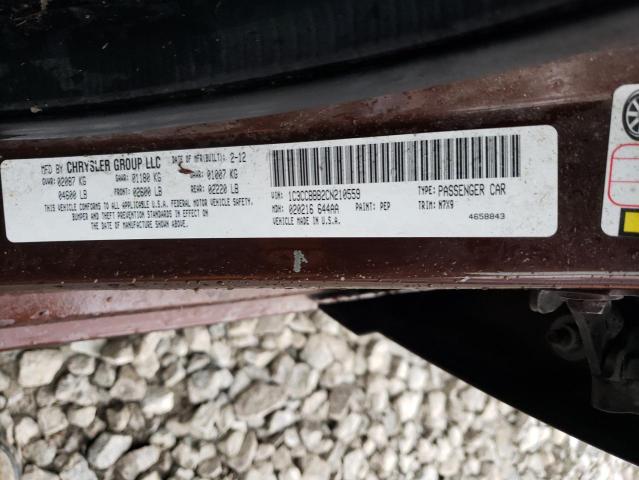 MFD BY CHRYSLER GROUP LLC DATE OF MFR(BUILT): 2-12
GVWR: 02087 KG GAWR: 01180 KG GAWR: 01007 KG
04600 LB FRONT: 02600 LB REAR: 02220 LB
THIS VEHICLE CONFORMS TO ALL U.S.A. FEDERAL MOTOR VEHICLE SAFETY,
BUMPER AND THEFT PREVENTION STANDARDS IN EFFECT ON
THE DATE OF MANUFACTURE SHOWN ABOVE.
VIN: 1C3CCBBB2CN210559 TYPE: PASSENGER CAR
MDH: 020216 644AA PAINT: PEP TRIM: M7X9
VEHICLE MADE IN U.S.A. 4658843